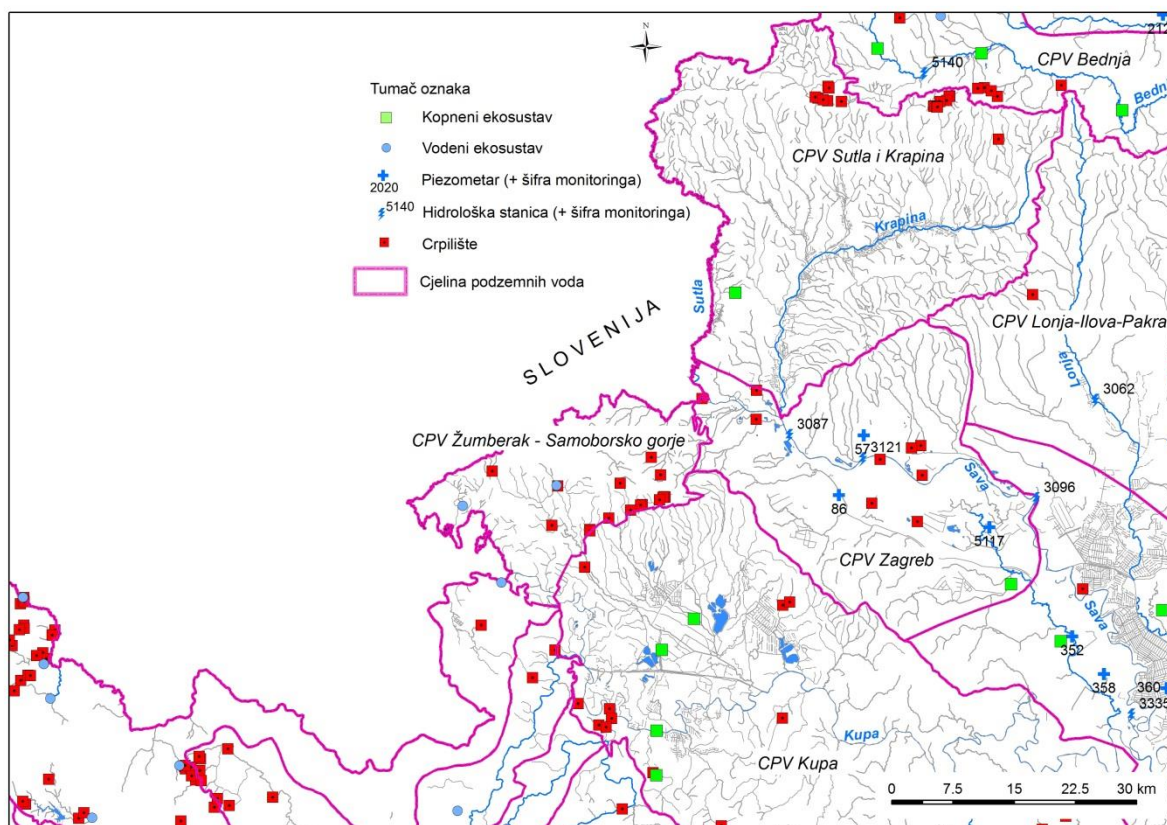 N
212
5140
CPV Bednja
Bednja
Tumač oznaka
Kopneni ekosustav
Vodeni ekosustav
2020 Piezometar (+ šifra monitoringa)
5140 Hidrološka stanica (+ šifra monitoringa)
Crpilište
Cjelina podzemnih voda
CPV Sutla i Krapina
Krapina
Sutla
SLOVENIJA
CPV Lonja-Ilova-Pakra
Lonja
3062
CPV Žumberak - Samoborsko gorje
3087
573121
Sava
3096
86
5117
CPV Zagreb
Sava
352
358
360
3335
Kupa
CPV Kupa
0 7.5 15 22.5 30 km